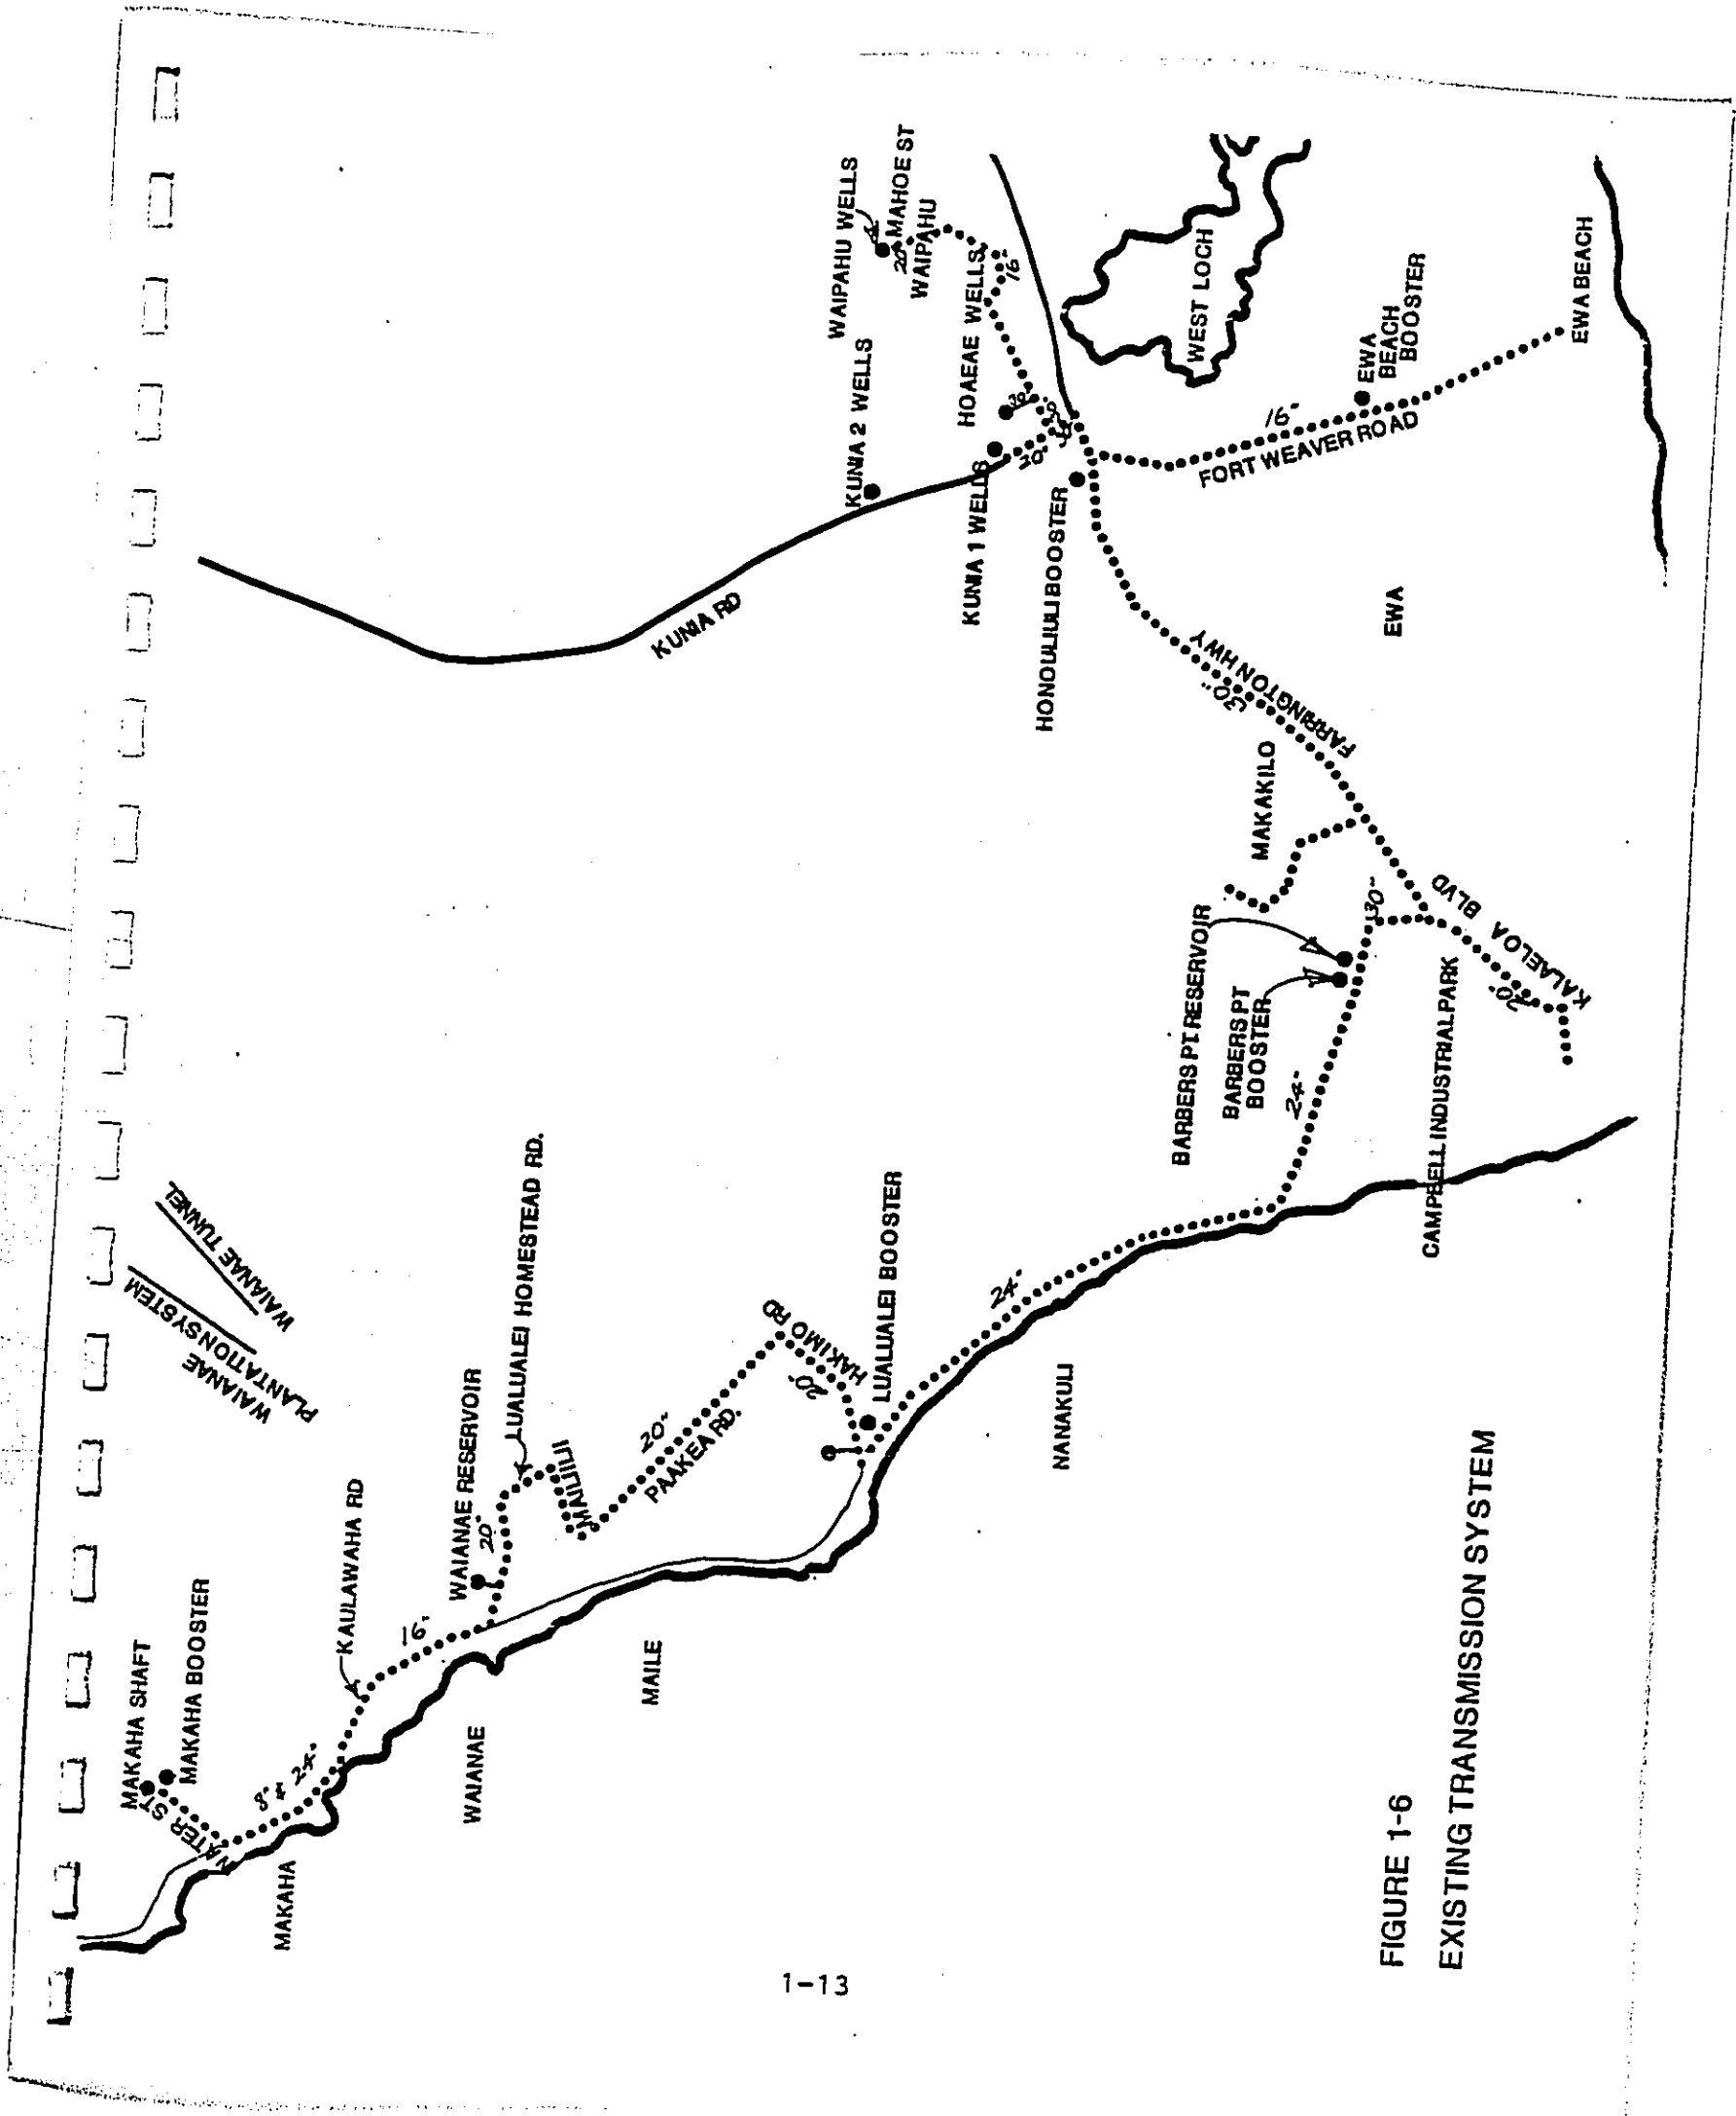 MAKAHA SHAFT
MAKAHA BOOSTER
WATER ST
MAKAHA
8" + 24"
KAULAWAHA RD
16"
WAIANAE
WAIANAE
PLANTATION SYSTEM
WAIANAE TUNNEL
WAIANAE RESERVOIR
20"
LUALUALEI HOMESTEAD RD.
MAILIILII
MAILE
20"
PAAKEA RD.
HAKIMO RD
20"
LUALUALEI BOOSTER
NANAKULI
24"
BARBERS PT RESERVOIR
BARBERS PT
BOOSTER
24"
30"
CAMPBELL INDUSTRIAL PARK
KALAELOA BLVD
20"
MAKAKILO
FARRINGTON HWY
30"
EWA
KUNIA RD
KUNIA 2 WELLS
KUNIA 1 WELLS
20"
HONOULIULI BOOSTER
HOAEAE WELLS
30"
16"
WAIPAHU WELLS
20"
MAHOE ST
WAIPAHU
WEST LOCH
16"
FORT WEAVER ROAD
EWA
BEACH
BOOSTER
EWA BEACH
FIGURE 1-6
EXISTING TRANSMISSION SYSTEM
1-13